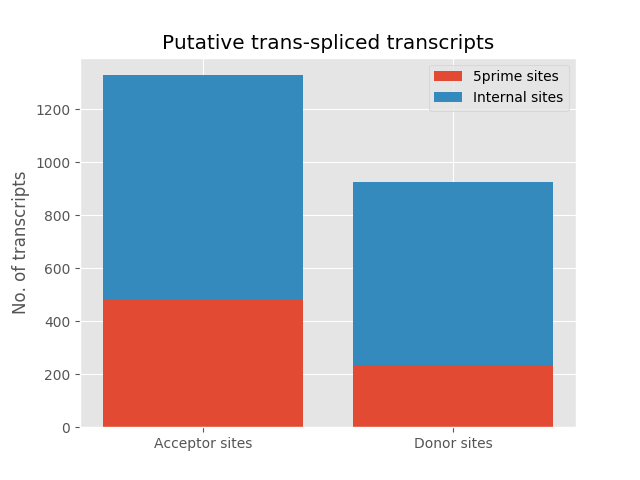 Putative trans-spliced transcripts
5prime sites
Internal sites
No. of transcripts
1200
1000
800
600
400
200
0
Acceptor sites
Donor sites